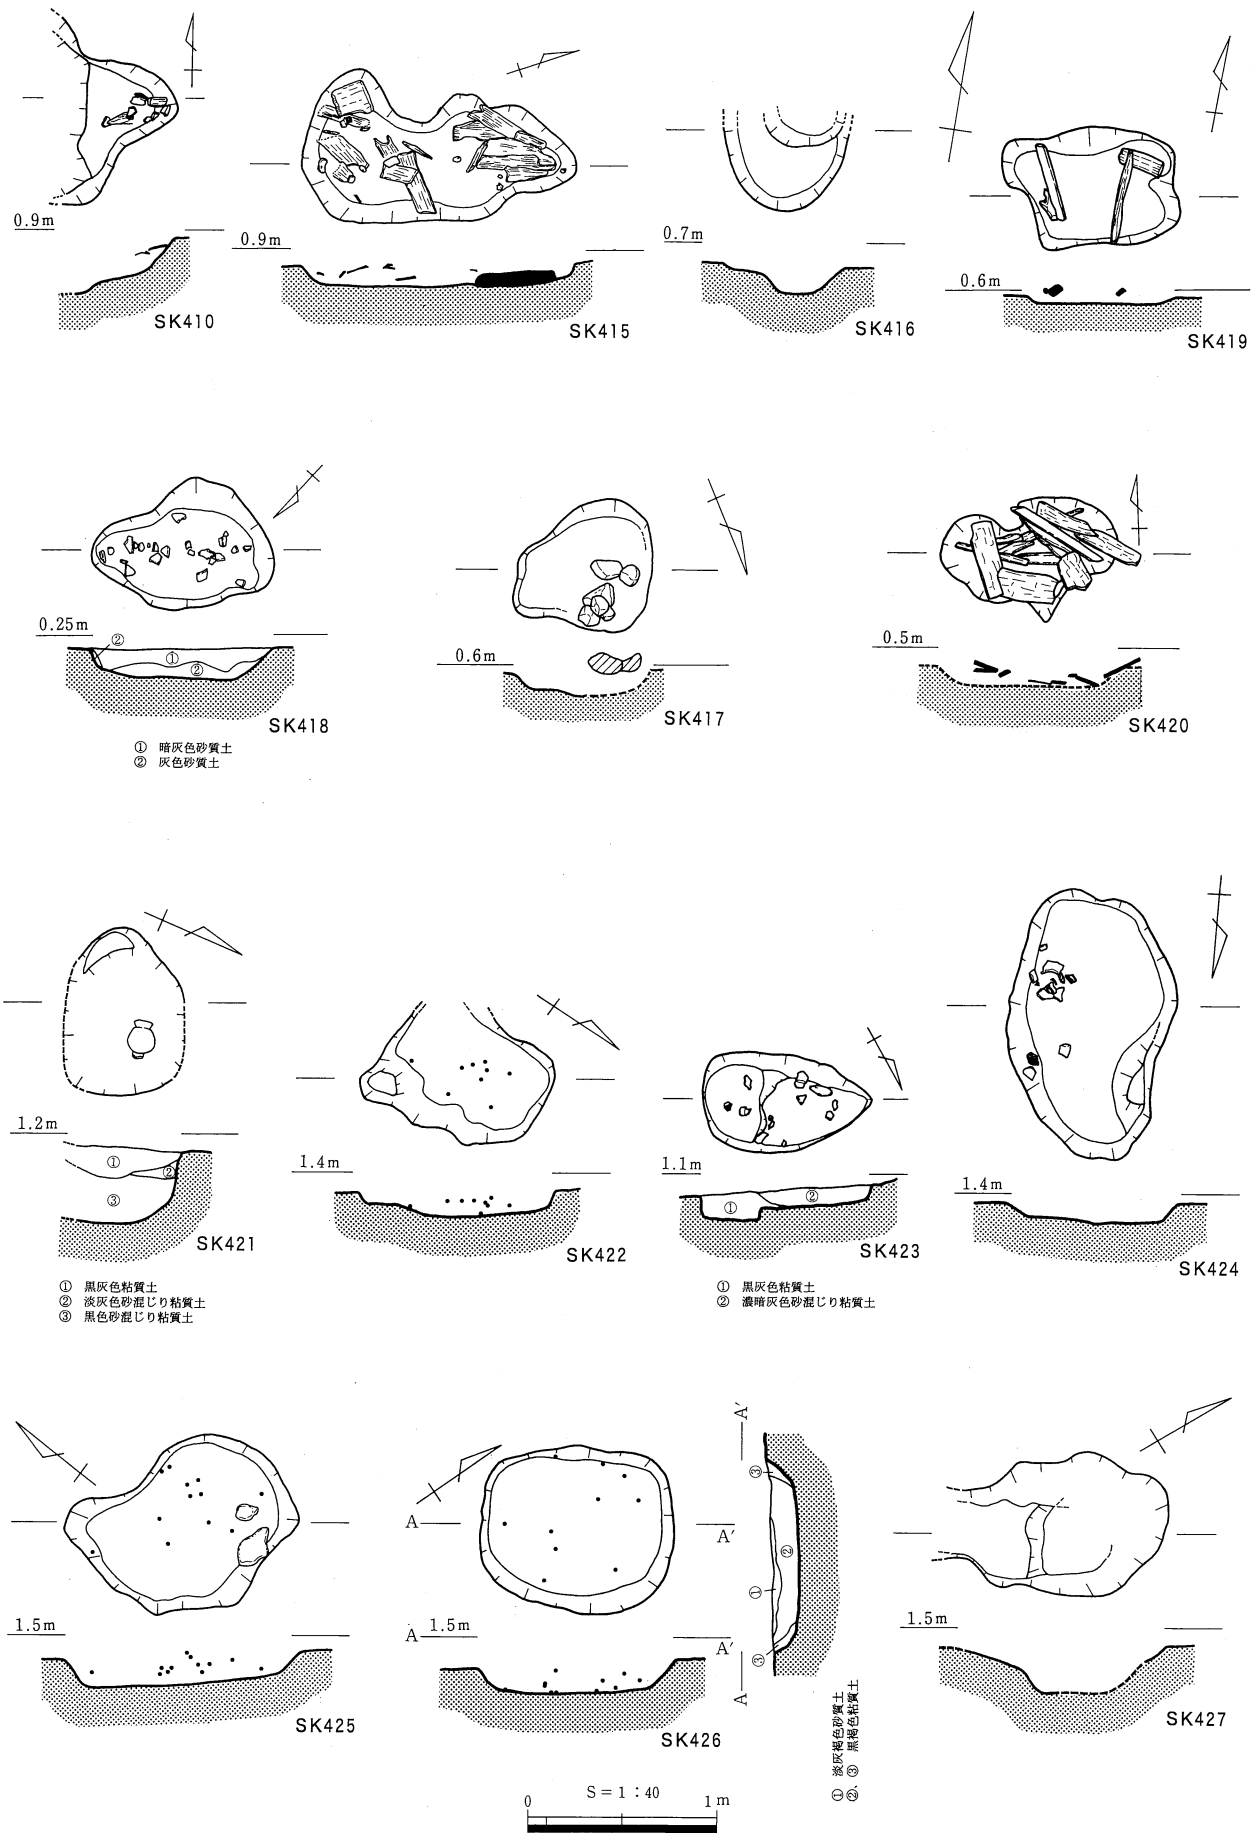 0.9m
SK410
0.9m
SK415
0.7m
SK416
0.6m
SK419
0.25m
②
①
②
SK418
① 暗灰色砂質土
② 灰色砂質土
0.6m
SK417
0.5m
SK420
1.2m
①
②
③
SK421
① 黒灰色粘質土
② 淡灰色砂混じり粘質土
③ 黒色砂混じり粘質土
1.4m
SK422
1.1m
①
②
SK423
① 黒灰色粘質土
② 濃暗灰色砂混じり粘質土
1.4m
SK424
1.5m
SK425
A
A′
A 1.5m
A′
SK426
A′
③
②
①
③
A
① 淡灰褐色砂質土
②、③ 黒褐色粘質土
1.5m
SK427
S=1:40
0 1m